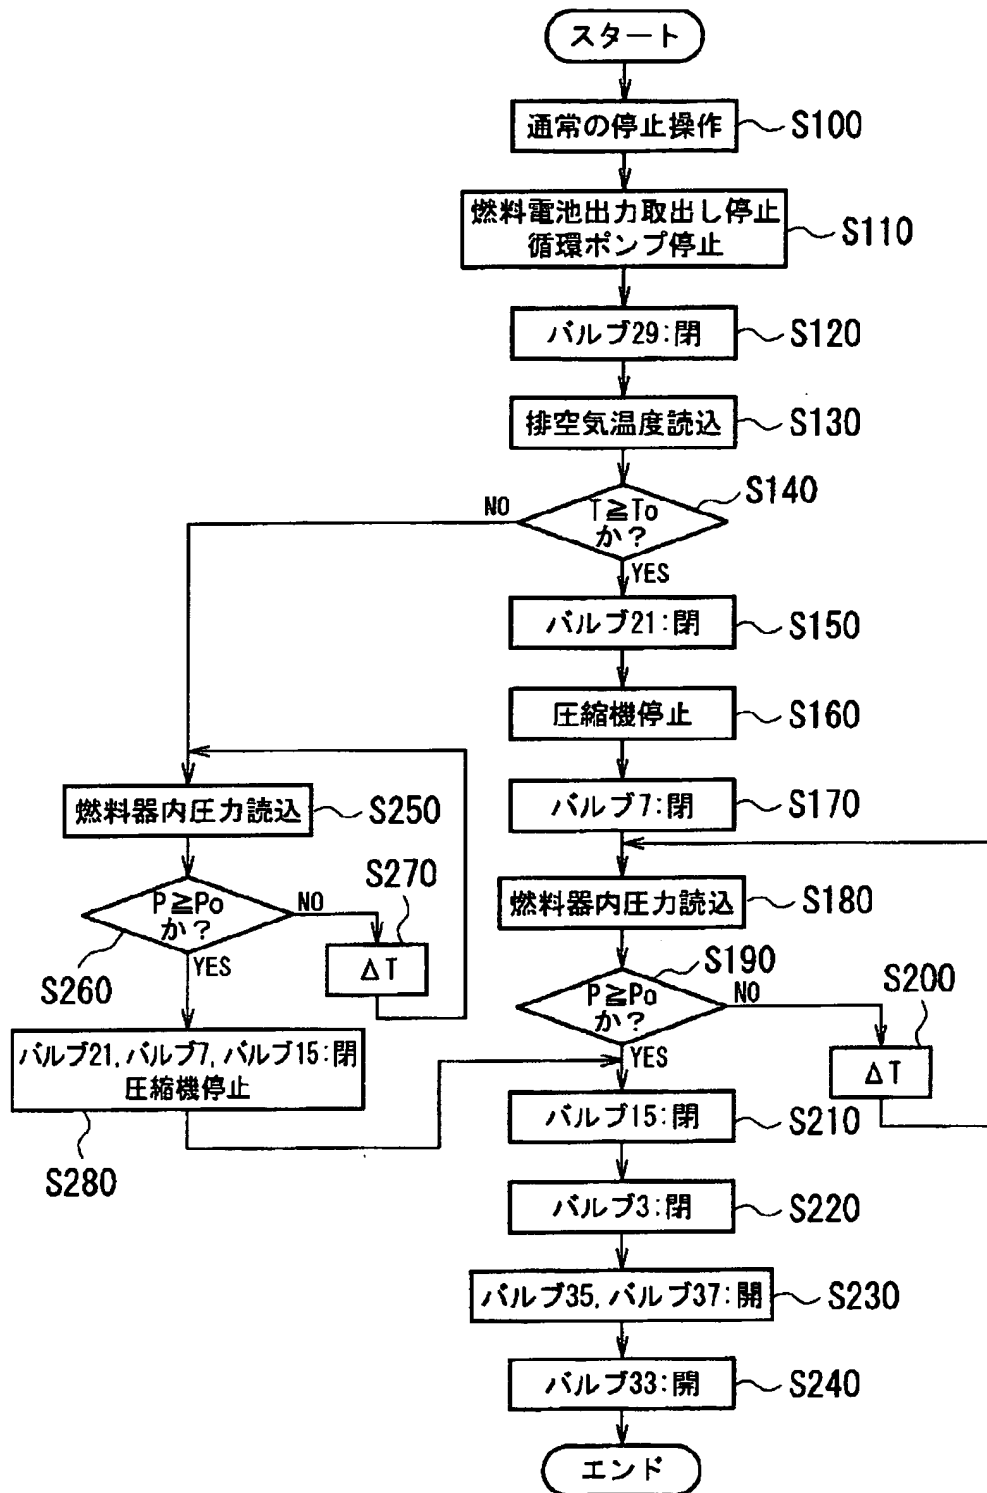 スタート
通常の停止操作
S100
燃料電池出力取出し停止
循環ポンプ停止
S110
バルブ29:閉
S120
排空気温度読込
S130
T≧To
か?
S140
NO
YES
バルブ21:閉
S150
圧縮機停止
S160
バルブ7:閉
S170
燃料器内圧力読込
S180
P≧Po
か?
S190
NO
YES
ΔT
S200
燃料器内圧力読込
S250
P≧Po
か?
S260
NO
YES
ΔT
S270
バルブ21,バルブ7,バルブ15:閉
圧縮機停止
S280
バルブ15:閉
S210
バルブ3:閉
S220
バルブ35,バルブ37:開
S230
バルブ33:開
S240
エンド